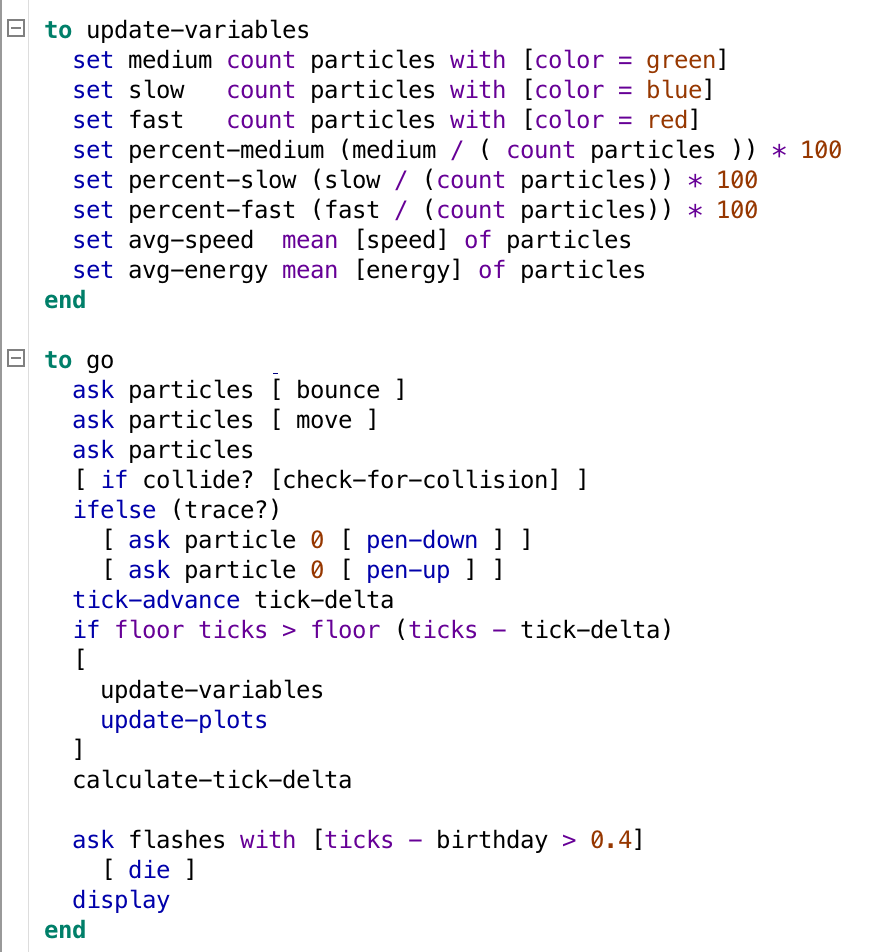 to update-variables
  set medium count particles with [color = green]
  set slow   count particles with [color = blue]
  set fast   count particles with [color = red]
  set percent-medium (medium / ( count particles )) * 100
  set percent-slow (slow / (count particles)) * 100
  set percent-fast (fast / (count particles)) * 100
  set avg-speed  mean [speed] of particles
  set avg-energy mean [energy] of particles
end

to go
  ask particles [ bounce ]
  ask particles [ move ]
  ask particles
  [ if collide? [check-for-collision] ]
  ifelse (trace?)
    [ ask particle 0 [ pen-down ] ]
    [ ask particle 0 [ pen-up ] ]
  tick-advance tick-delta
  if floor ticks > floor (ticks - tick-delta)
  [
    update-variables
    update-plots
  ]
  calculate-tick-delta

  ask flashes with [ticks - birthday > 0.4]
    [ die ]
  display
end